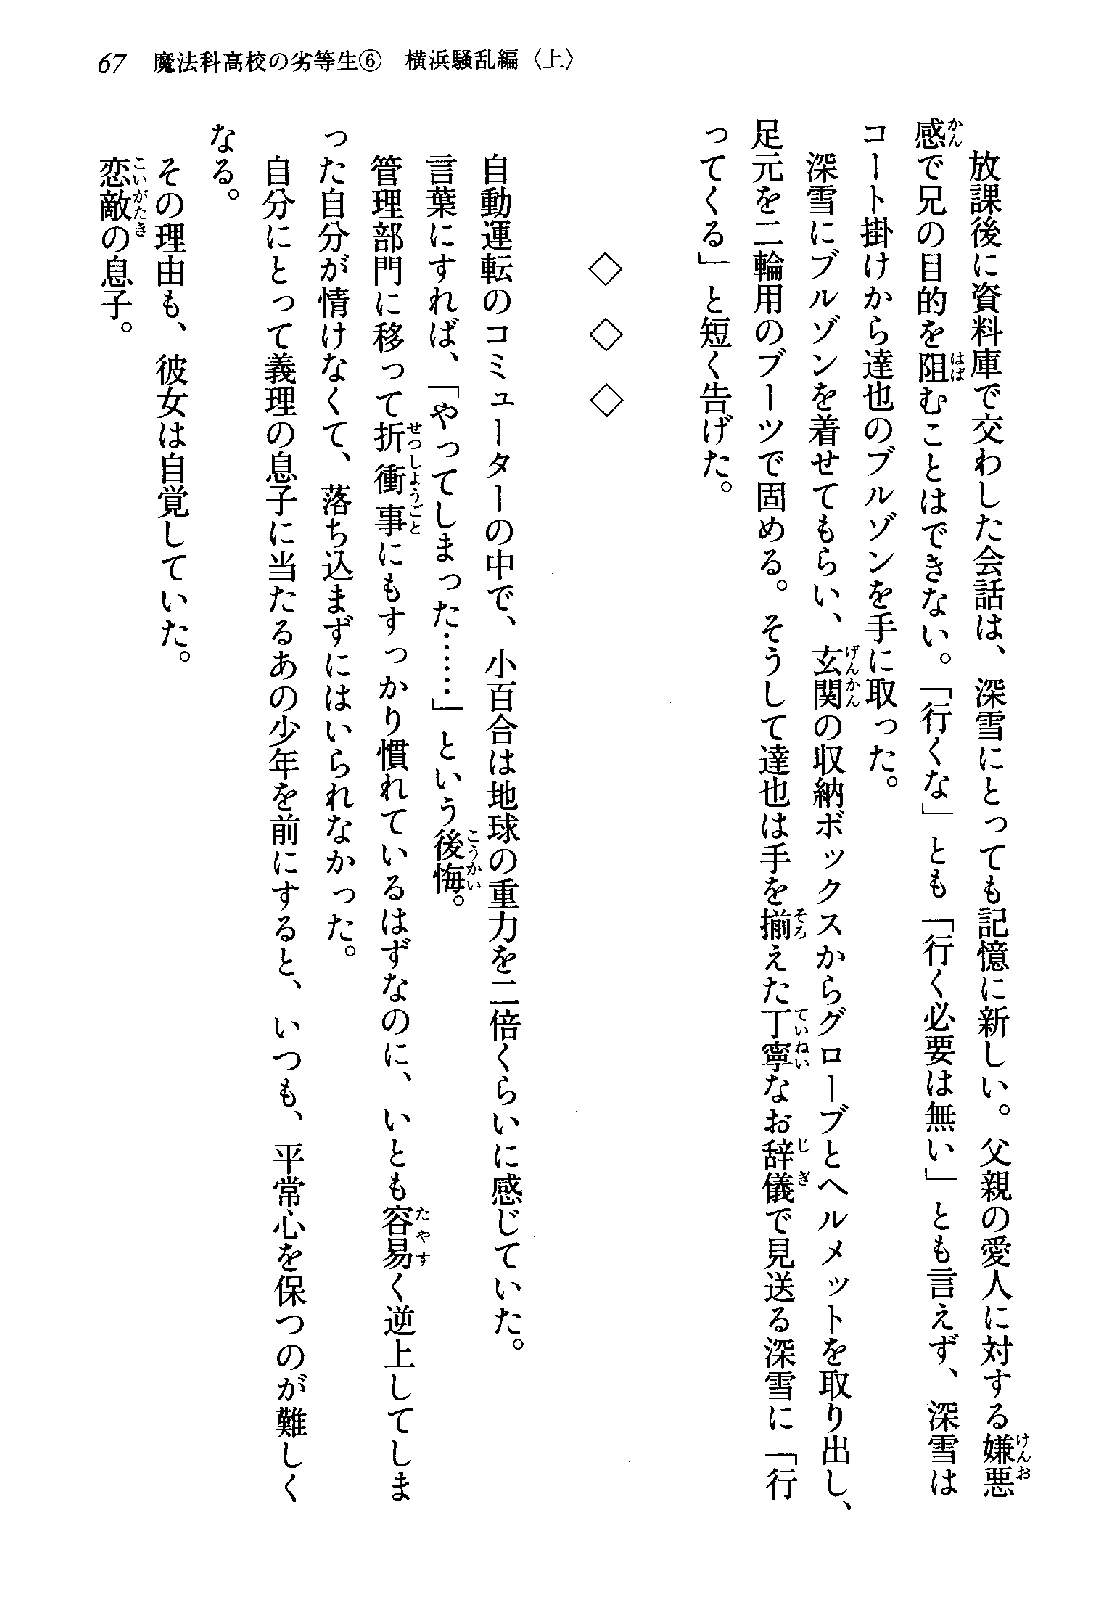 67 魔法科高校の劣等生⑥ 横浜騒乱編〈上〉
放課後に資料庫で交わした会話は、深雪にとっても記憶に新しい。父親の愛人に対する嫌悪
感で兄の目的を阻むことはできない。「行くな」とも「行く必要は無い」とも言えず、深雪は
コート掛けから達也のブルゾンを手に取った。
深雪にブルゾンを着せてもらい、玄関の収納ボックスからグローブとヘルメットを取り出し、
足元を二輪用のブーツで固める。そうして達也は手を揃えた丁寧なお辞儀で見送る深雪に「行
ってくる」と短く告げた。
◇ ◇ ◇
自動運転のコミューターの中で、小百合は地球の重力を二倍くらいに感じていた。
言葉にすれば、「やってしまった……」という後悔。
管理部門に移って折衝事にもすっかり慣れているはずなのに、いとも容易く逆上してしま
った自分が情けなくて、落ち込まずにはいられなかった。
自分にとって義理の息子に当たるあの少年を前にすると、いつも、平常心を保つのが難しく
なる。
その理由も、彼女は自覚していた。
恋敵の息子。